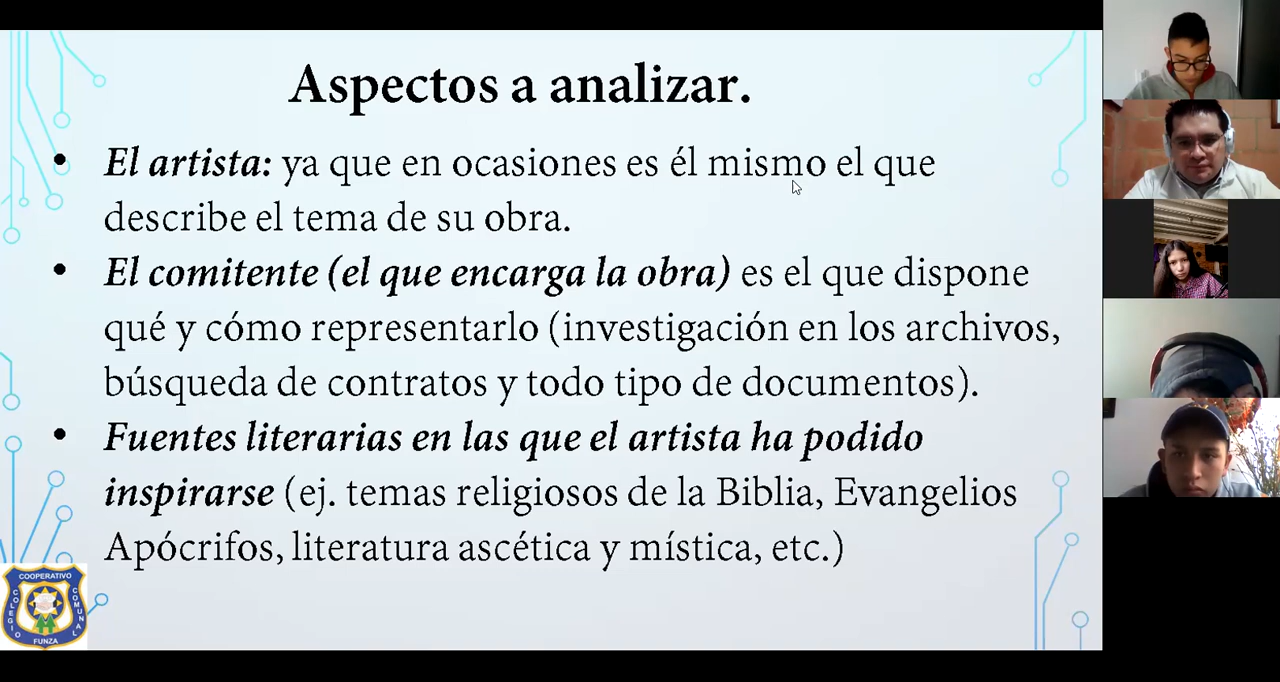 Aspectos a analizar.
• El artista: ya que en ocasiones es él mismo el que
describe el tema de su obra.
• El comitente (el que encarga la obra) es el que dispone
qué y cómo representarlo (investigación en los archivos,
búsqueda de contratos y todo tipo de documentos).
• Fuentes literarias en las que el artista ha podido
inspirarse (ej. temas religiosos de la Biblia, Evangelios
Apócrifos, literatura ascética y mística, etc.)
COOPERATIVO
COLEGIO
COMUNAL
FUNZA